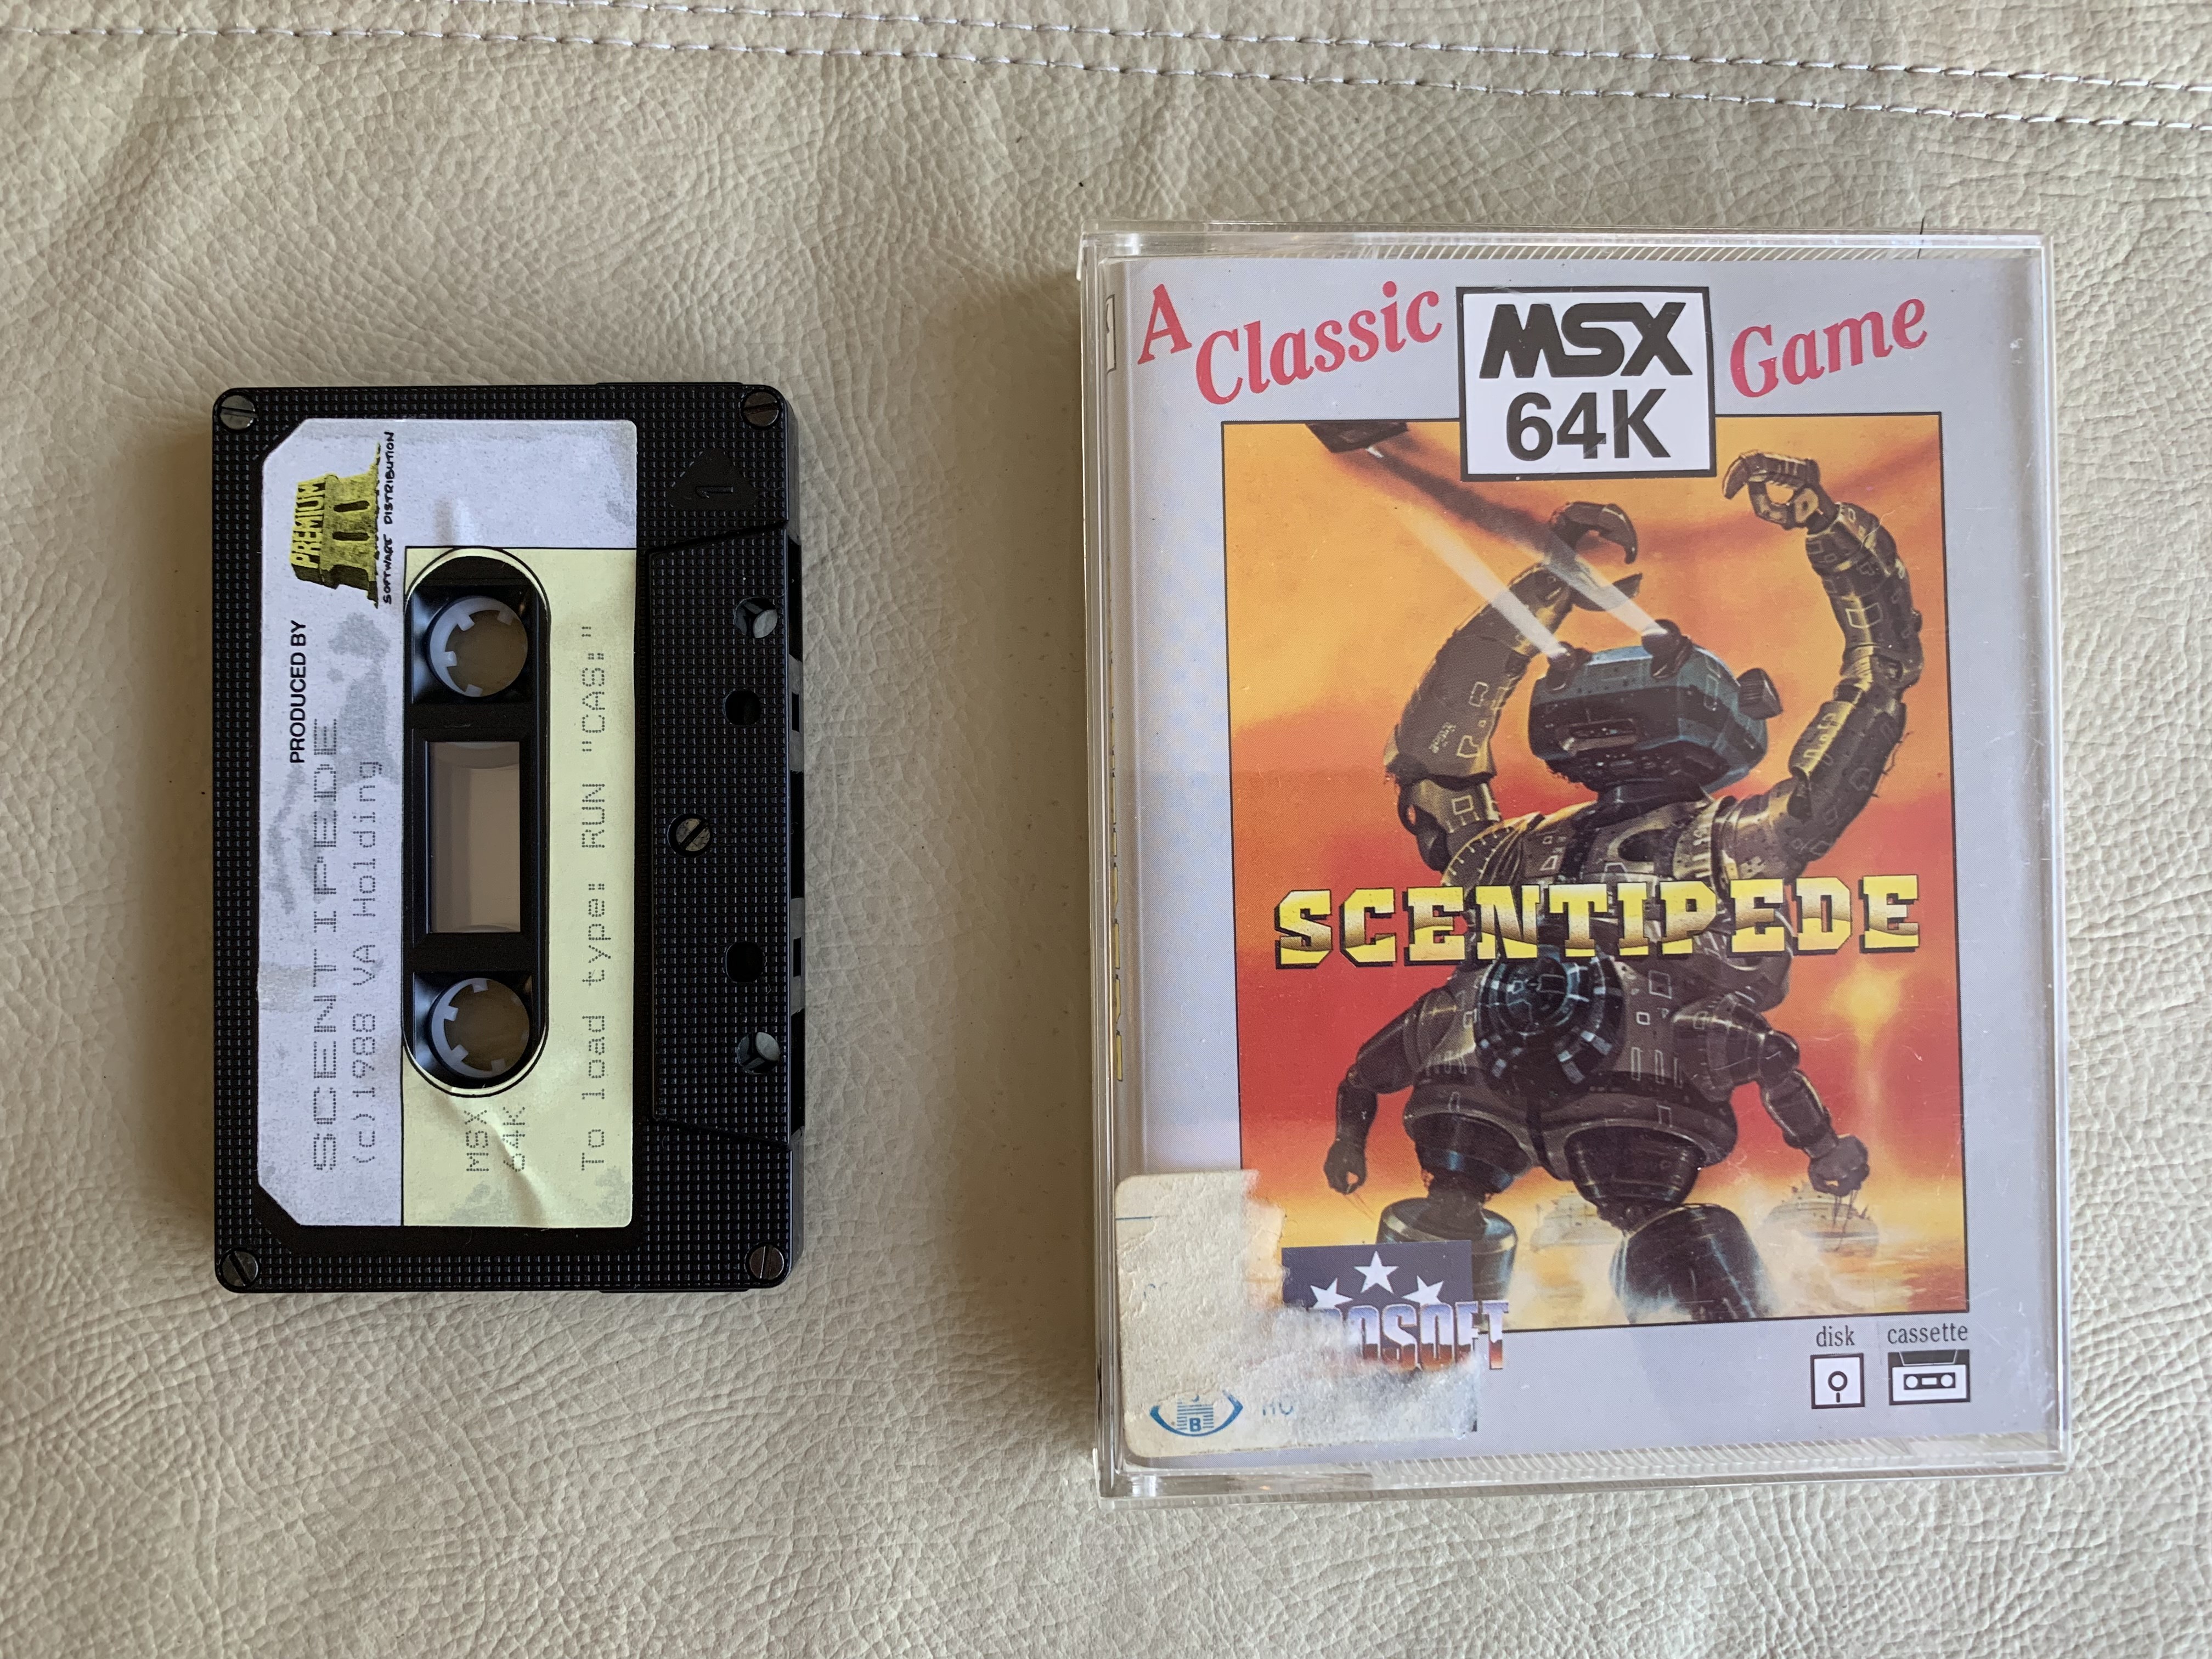 PREMIUM
SOFTWARE DISTRIBUTION
PRODUCED BY
SCENTIPEDE
(c)1988 VA Holding
MSX
64K
To load type: RUN "CAS:"
1
A Classic MSX Game
64K
SCENTIPEDE
disk cassette
B